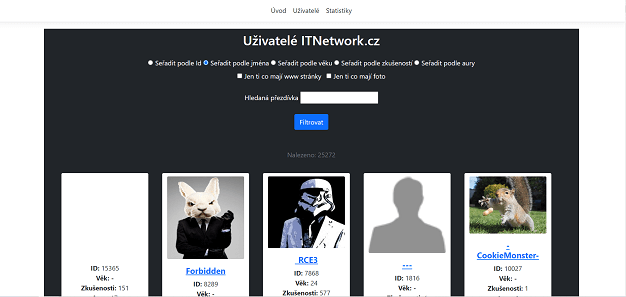 Úvod Uživatelé Statistiky
Uživatelé ITNetwork.cz
Seřadit podle Id Seřadit podle jména Seřadit podle věku Seřadit podle zkušeností Seřadit podle aury
Jen ti co mají www stránky Jen ti co mají foto
Hledaná přezdívka
Filtrovat
Nalezeno: 25272
ID: 15365
Věk: -
Zkušenosti: 151
Forbidden
ID: 8289
Věk: -
_RCE3
ID: 7868
Věk: 24
Zkušenosti: 577
---
ID: 1816
Věk: -
-
CookieMonster-
ID: 10027
Věk: -
Zkušenosti: 1